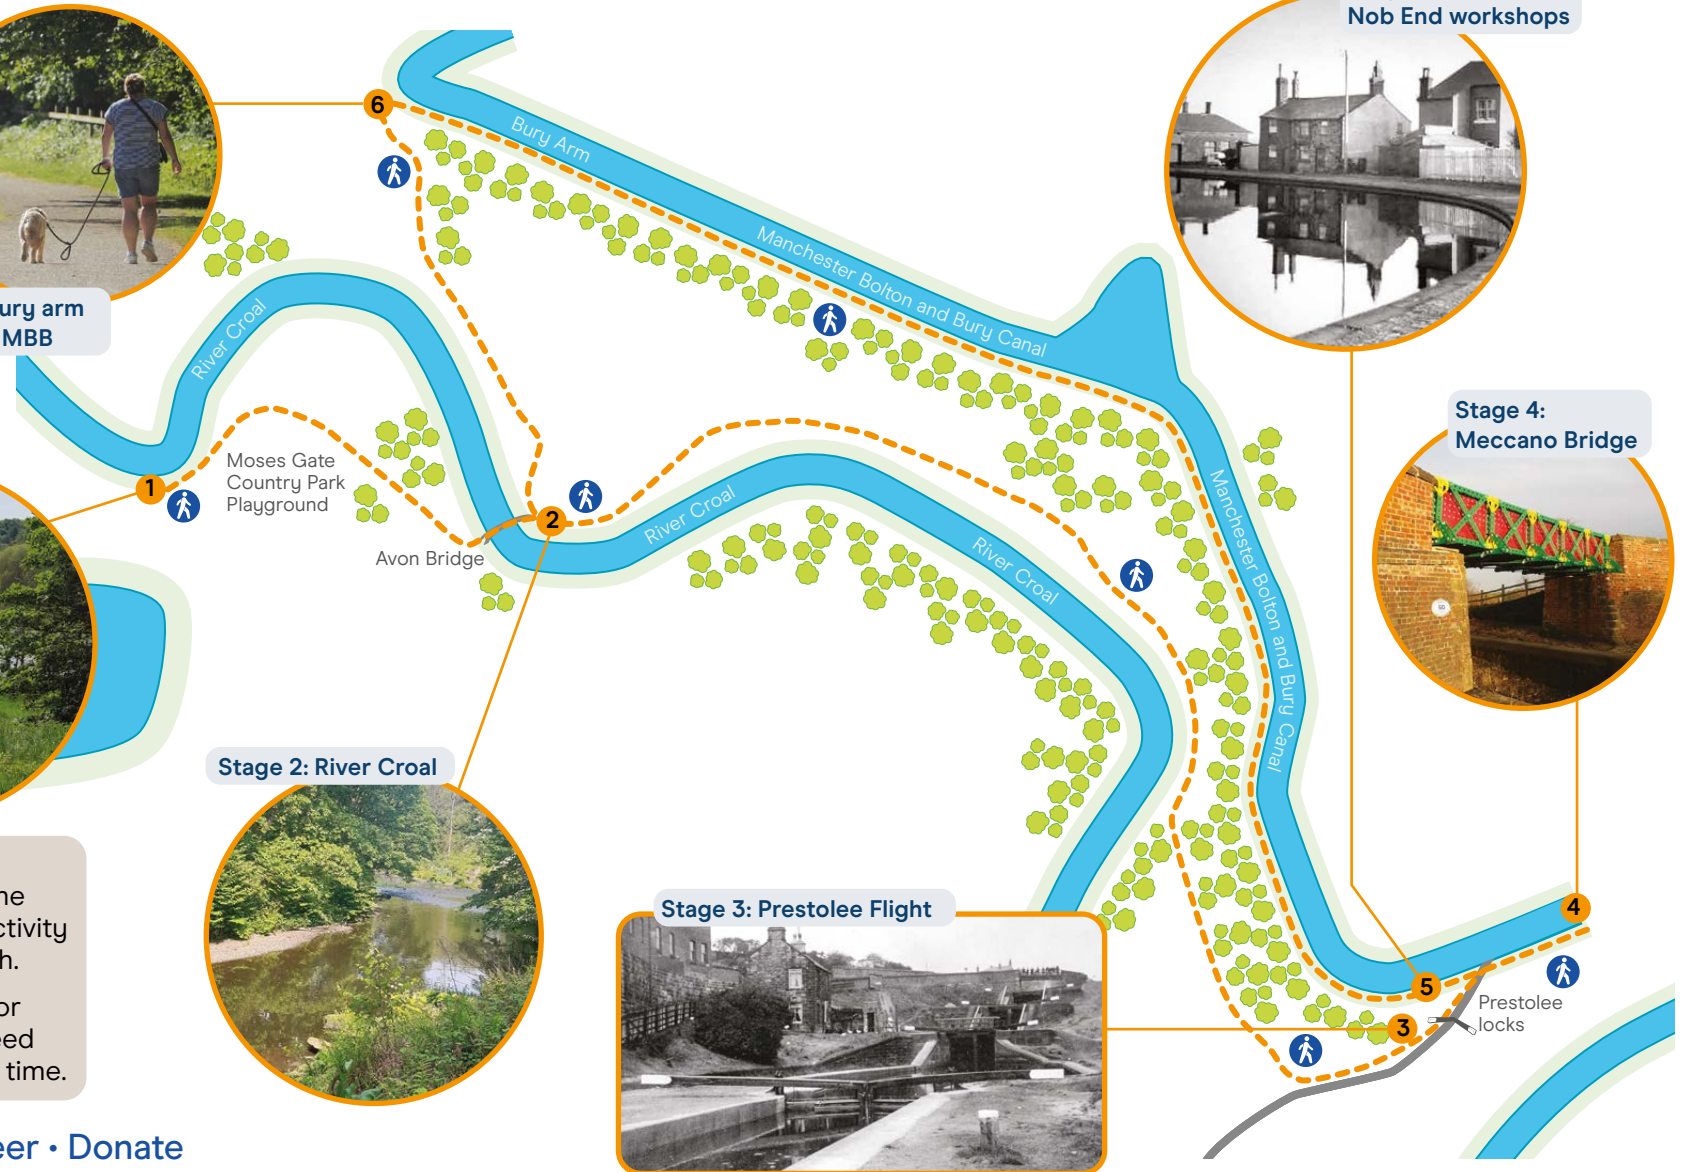 Nob End workshops
6
Bury Arm
Manchester Bolton and Bury Canal
River Croal
ury arm
MBB
Stage 4:
Meccano Bridge
1
Moses Gate
Country Park
Playground
2
Avon Bridge
River Croal
River Croal
Manchester Bolton and Bury Canal
Stage 2: River Croal
Stage 3: Prestolee Flight
4
5
3
Prestolee
locks
ne
ctivity
h.
or
eed
time.
eer • Donate